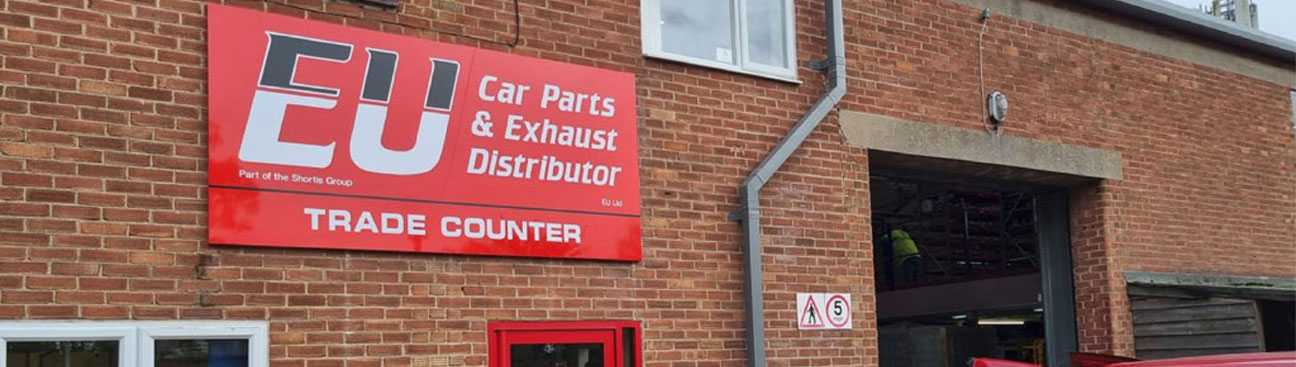 EU
Car Parts
& Exhaust
Distributor
Part of the Shortis Group
EU Ltd
TRADE COUNTER
5